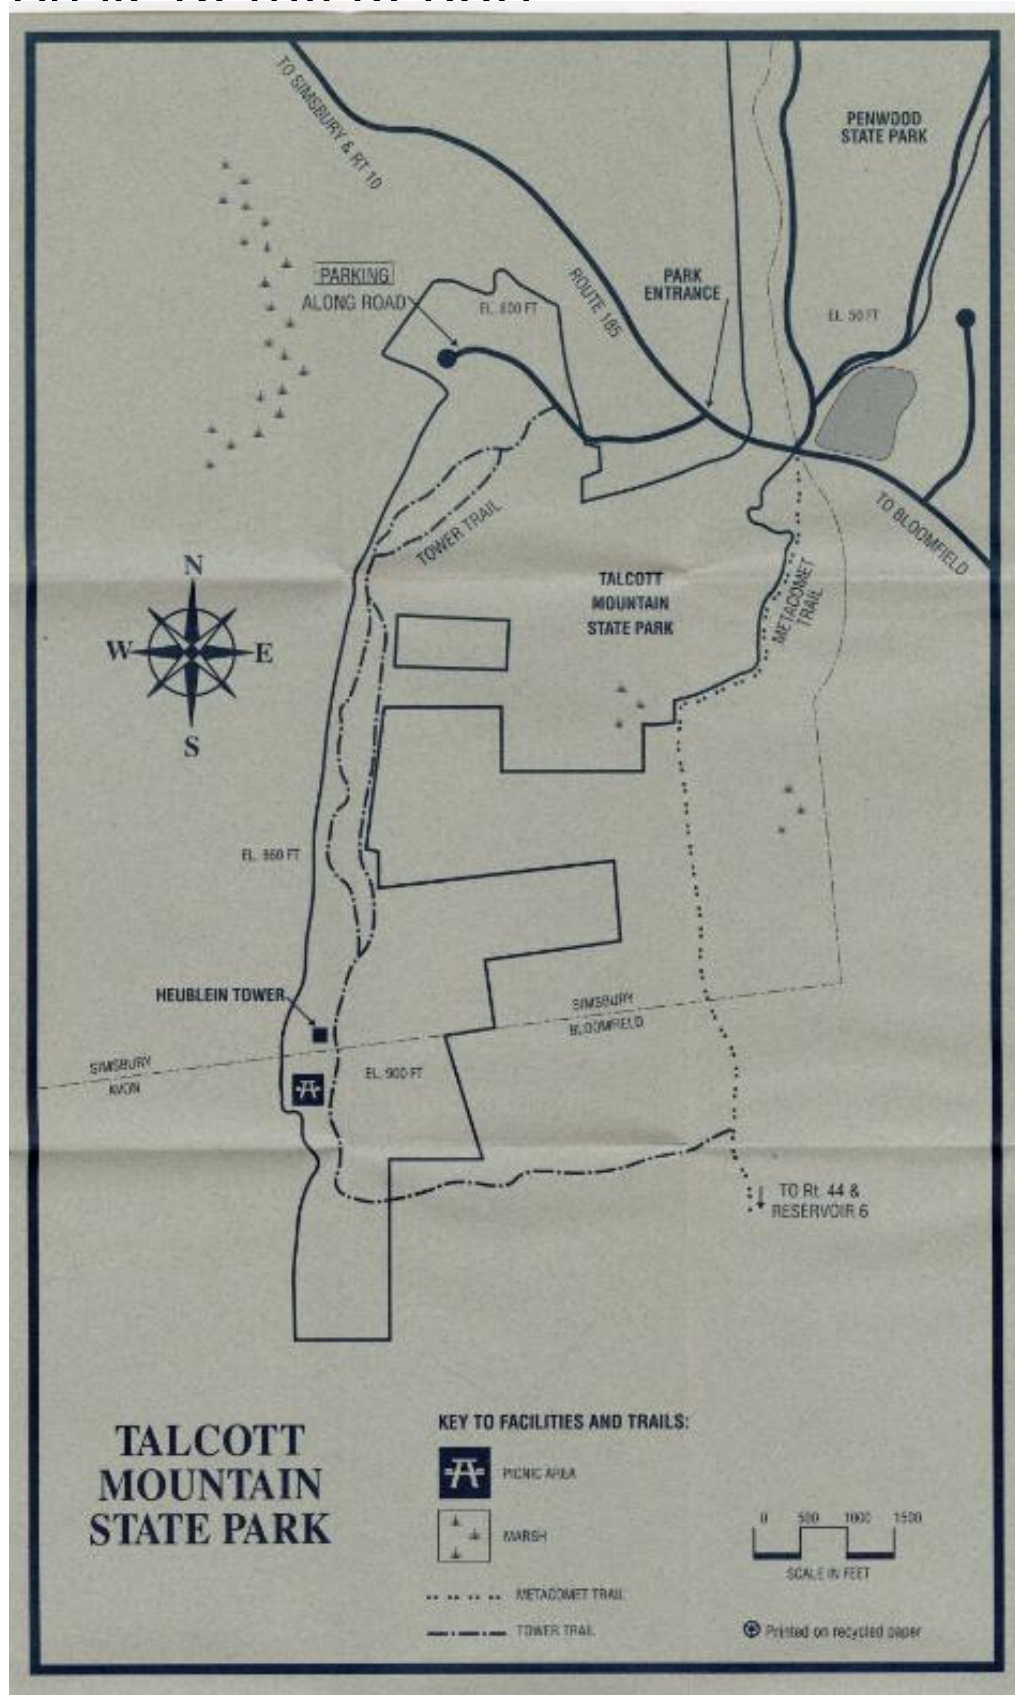 TO SIMSBURY & RT 10
PENWOOD
STATE PARK
PARKING
ALONG ROAD
EL. 800 FT
ROUTE 185
PARK
ENTRANCE
EL. 50 FT
TO BLOOMFIELD
TOWER TRAIL
TALCOTT
MOUNTAIN
STATE PARK
METACOMET
TRAIL
N
W
E
S
EL. 860 FT
HEUBLEIN TOWER
SIMSBURY
BLOOMFIELD
SIMSBURY
AVON
EL. 900 FT
TO Rt. 44 &
RESERVOIR 6
TALCOTT
MOUNTAIN
STATE PARK
KEY TO FACILITIES AND TRAILS:
PICNIC AREA
MARSH
METACOMET TRAIL
TOWER TRAIL
0 500 1000 1500
SCALE IN FEET
Printed on recycled paper